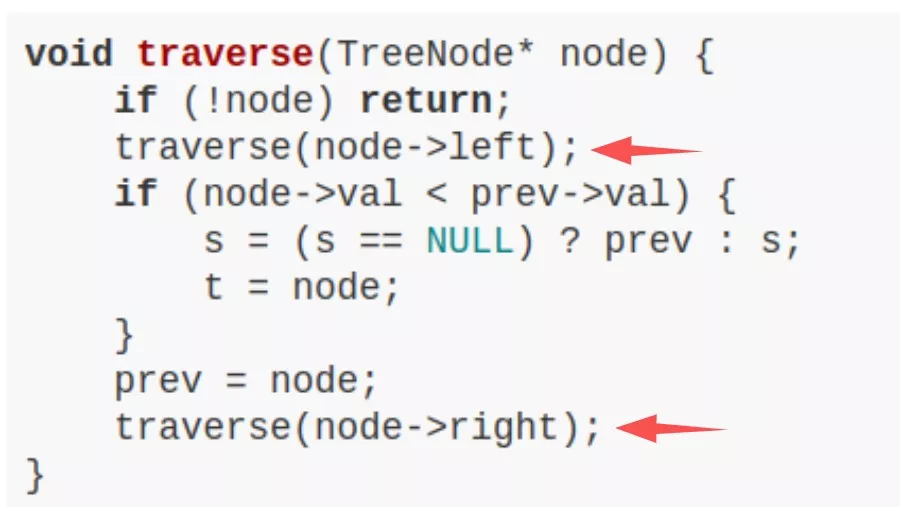 void traverse(TreeNode* node) {
    if (!node) return;
    traverse(node->left);
    if (node->val < prev->val) {
        s = (s == NULL) ? prev : s;
        t = node;
    }
    prev = node;
    traverse(node->right);
}